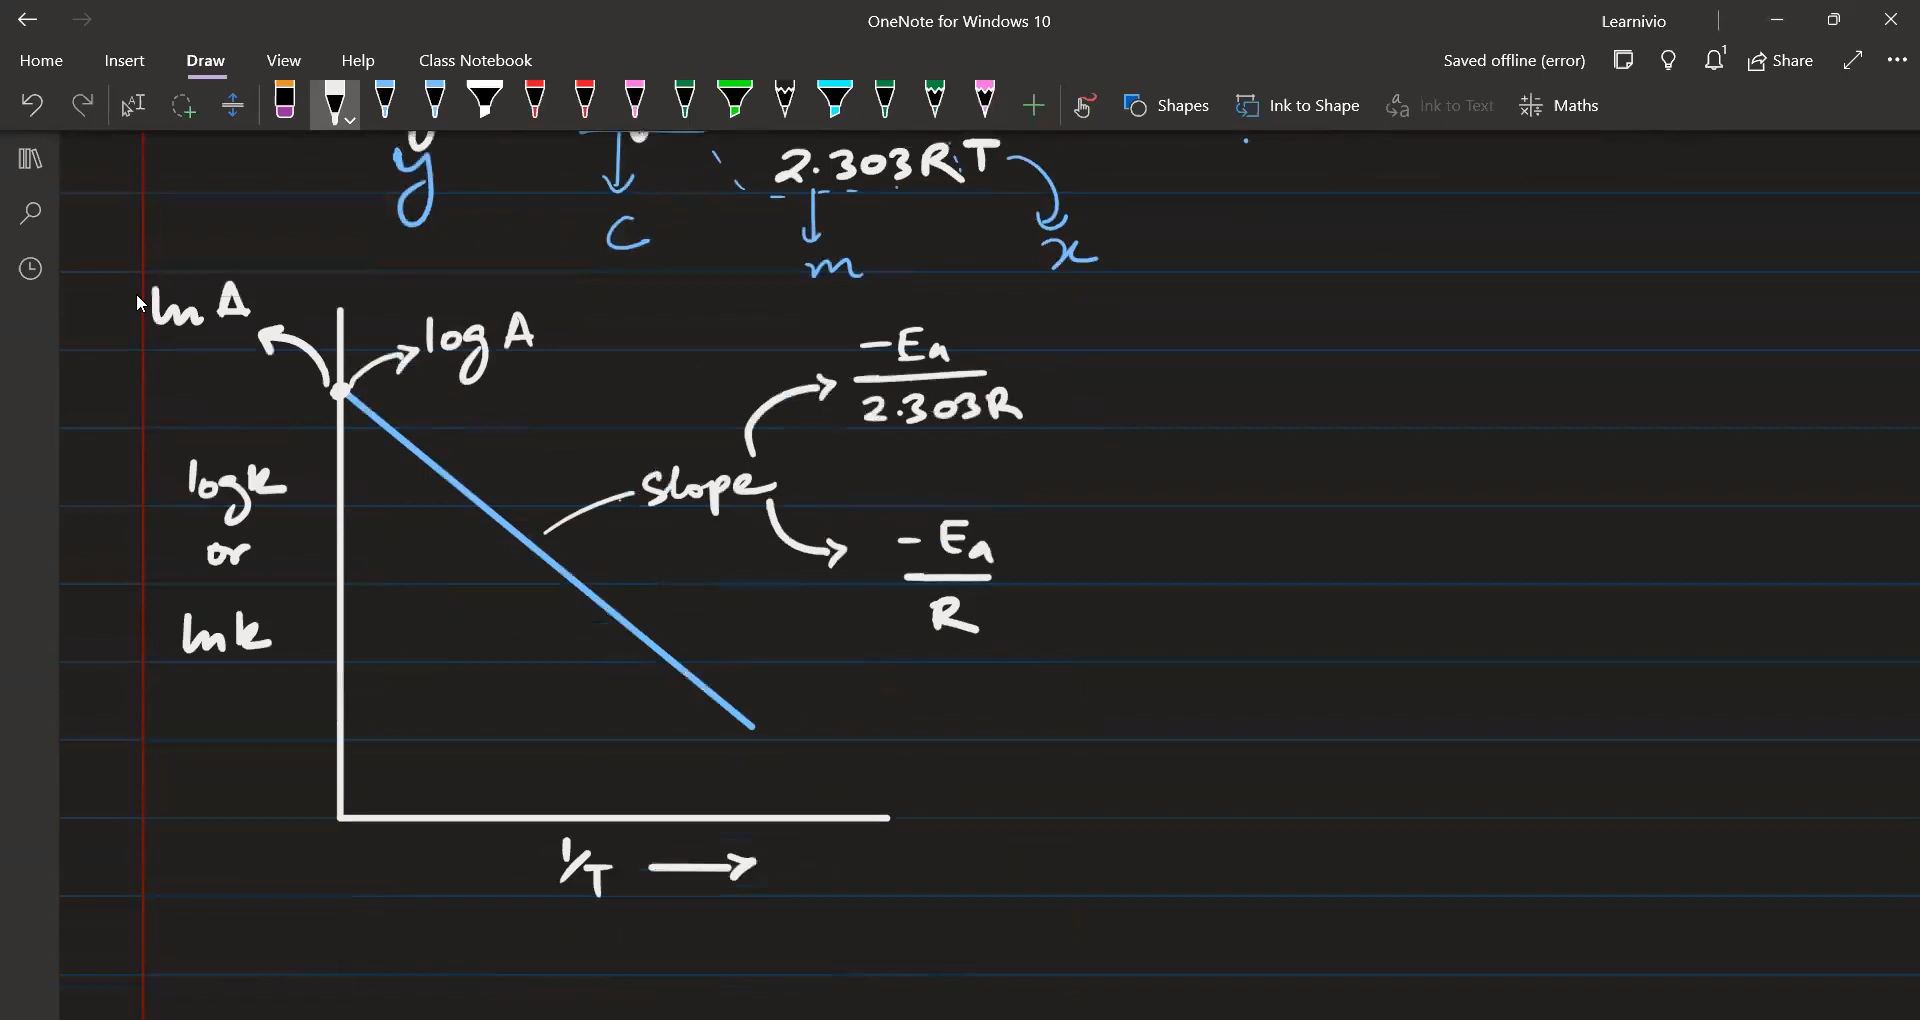 OneNote for Windows 10
Learnivio
Home Insert Draw View Help Class Notebook
Saved offline (error) 1 Share
Shapes Ink to Shape Ink to Text Maths
y
2.303RT
C
m
x
ln A
log A
-Ea
2.303R
log k
or
ln k
slope
-Ea
R
1/T